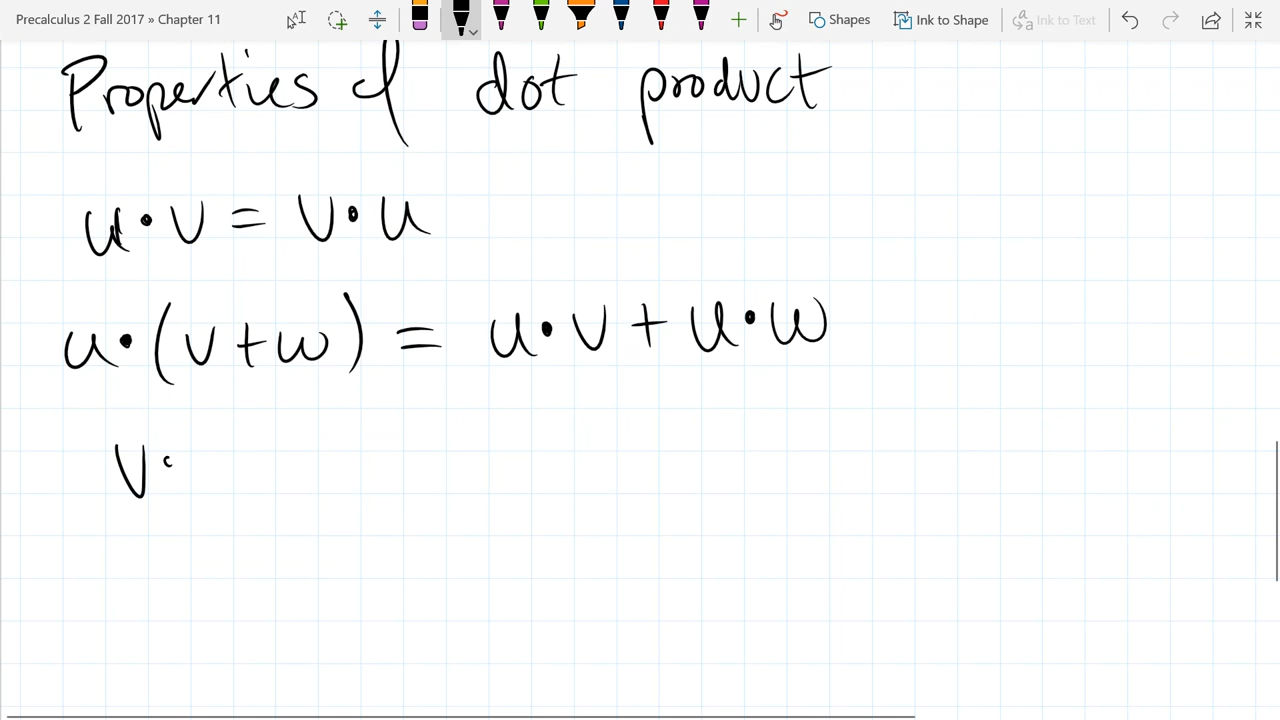 Precalculus 2 Fall 2017 » Chapter 11 Shapes Ink to Shape Ink to Text
Properties of dot product
u • v = v • u
u • (v + w) = u • v + u • w
v •